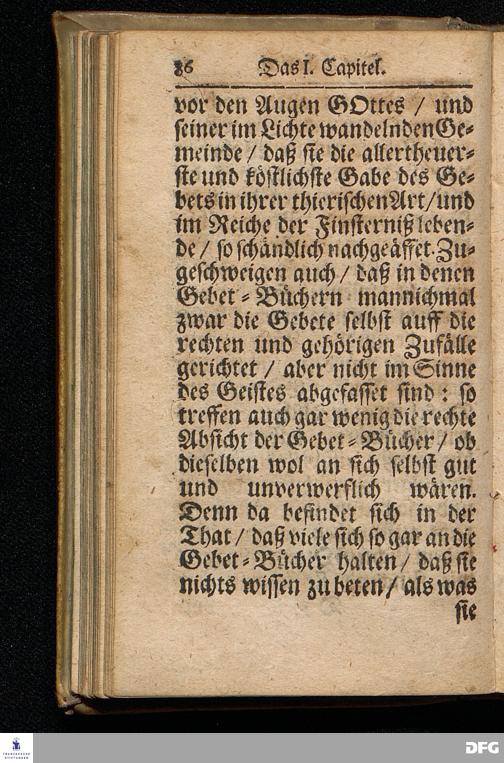 86 Das I. Capitel.
vor den Augen GOttes / und
seiner im Lichte wandelnden Ge-
meinde / daß sie die allertheuer-
ste und köstlichste Gabe des Ge-
bets in ihrer thierischen Art / und
im Reiche der Finsterniß leben-
de / so schändlich nachgeäffet. Zu-
geschweigen auch / daß in denen
Gebet-Büchern mannichmal
zwar die Gebete selbst auff die
rechten und gehörigen Zufälle
gerichtet / aber nicht im Sinne
des Geistes abgefasset sind: so
treffen auch gar wenig die rechte
Absicht der Gebet-Bücher / ob
dieselben wol an sich selbst gut
und unverwerflich wären.
Denn da befindet sich in der
That / daß viele sich so gar an die
Gebet-Bücher halten / daß sie
nichts wissen zu beten / als was
sie
FRANCKESCHE
STIFTUNGEN
DFG